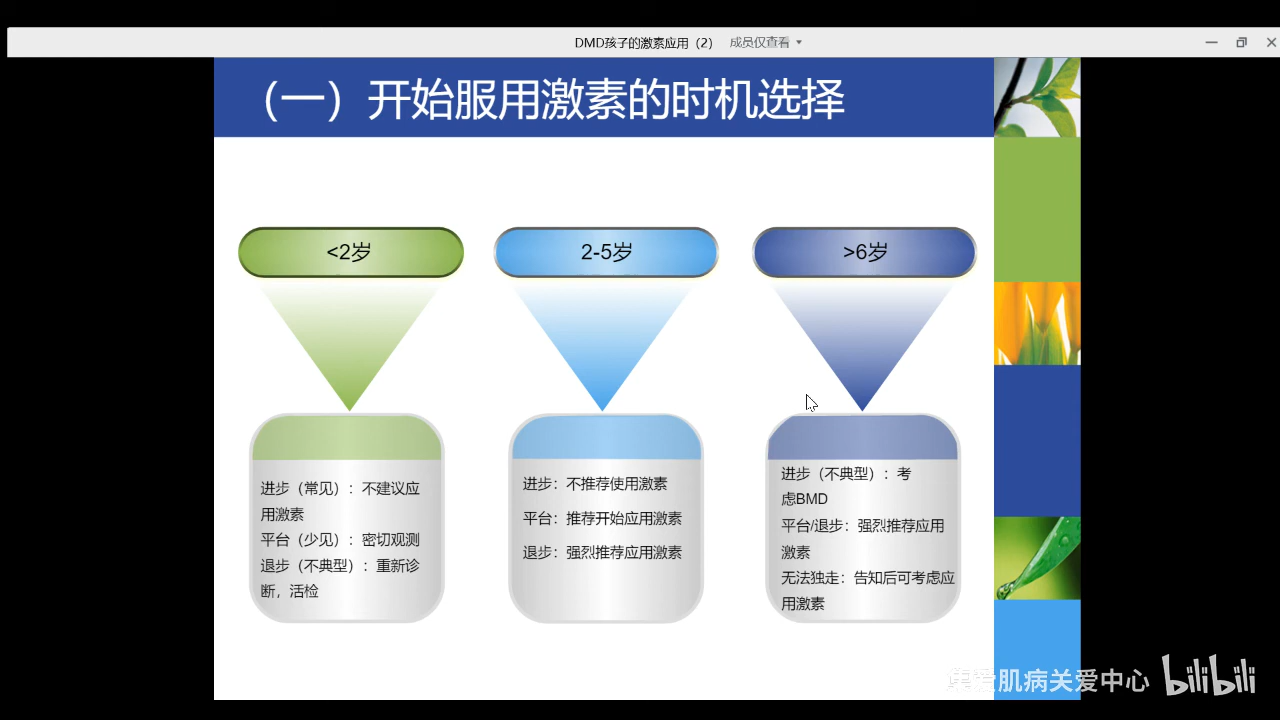 DMD孩子的激素应用（2） 成员仅查看
（一）开始服用激素的时机选择
<2岁
2-5岁
>6岁
进步（常见）：不建议应
用激素
平台（少见）：密切观测
退步（不典型）：重新诊
断，活检
进步：不推荐使用激素
平台：推荐开始应用激素
退步：强烈推荐应用激素
进步（不典型）：考
虑BMD
平台/退步：强烈推荐应用
激素
无法独走：告知后可考虑应
用激素
爱肌病关爱中心 bilibili